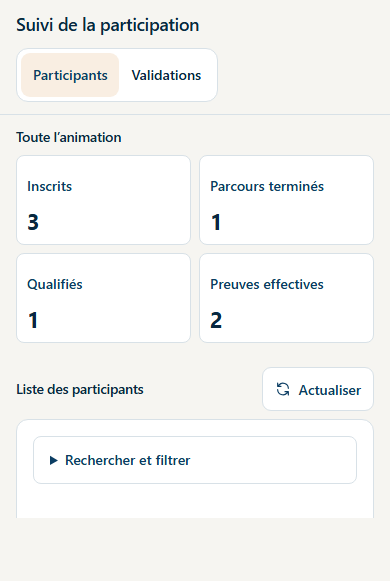 Suivi de la participation
Participants
Validations
Toute l’animation
Inscrits
3
Parcours terminés
1
Qualifiés
1
Preuves effectives
2
Liste des participants
Actualiser
Rechercher et filtrer